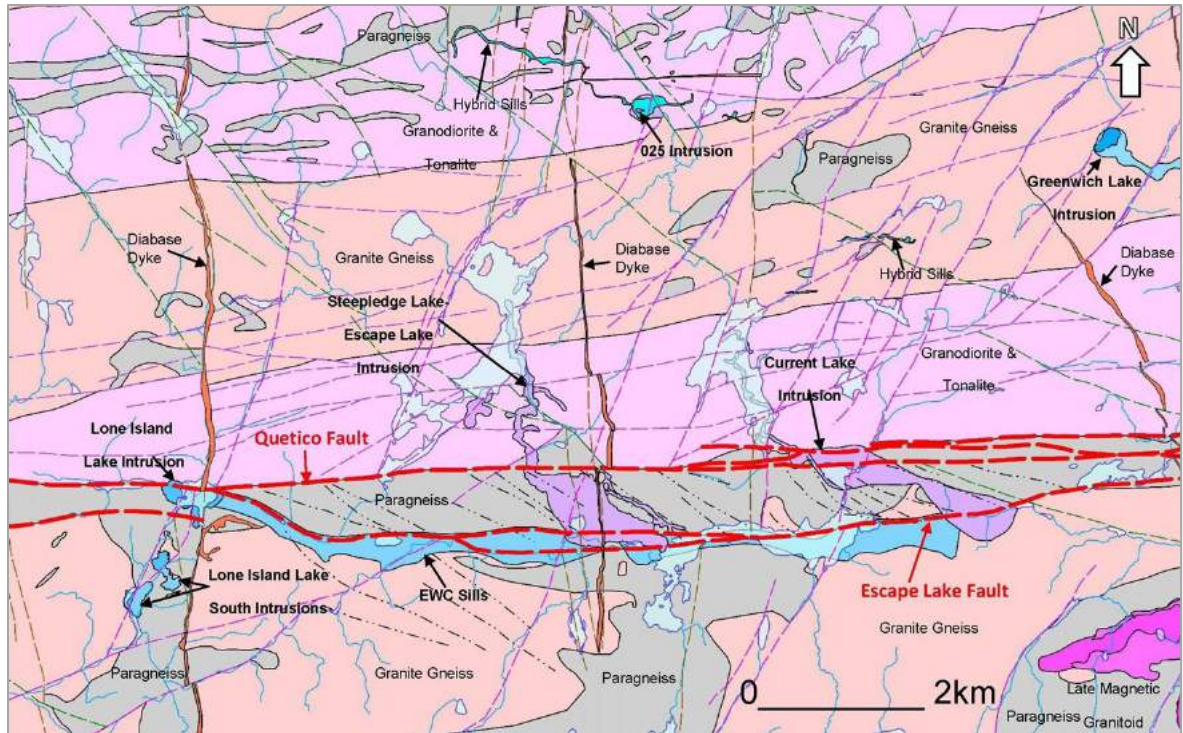 Paragneiss
N
Hybrid Sills
Granodiorite &
Tonalite
025 Intrusion
Granite Gneiss
Paragneiss
Greenwich Lake
Intrusion
Diabase
Dyke
Granite Gneiss
Diabase
Dyke
Hybrid Sills
Diabase
Dyke
Steepledge Lake-
Escape Lake
Intrusion
Current Lake
Intrusion
Granodiorite &
Tonalite
Lone Island
Lake Intrusion
Quetico Fault
Paragneiss
Lone Island Lake
South Intrusions
EWC Sills
Escape Lake Fault
Granite Gneiss
Paragneiss
Granite Gneiss
Paragneiss
0 2km
Late Magnetic
Granitoid
Paragneiss